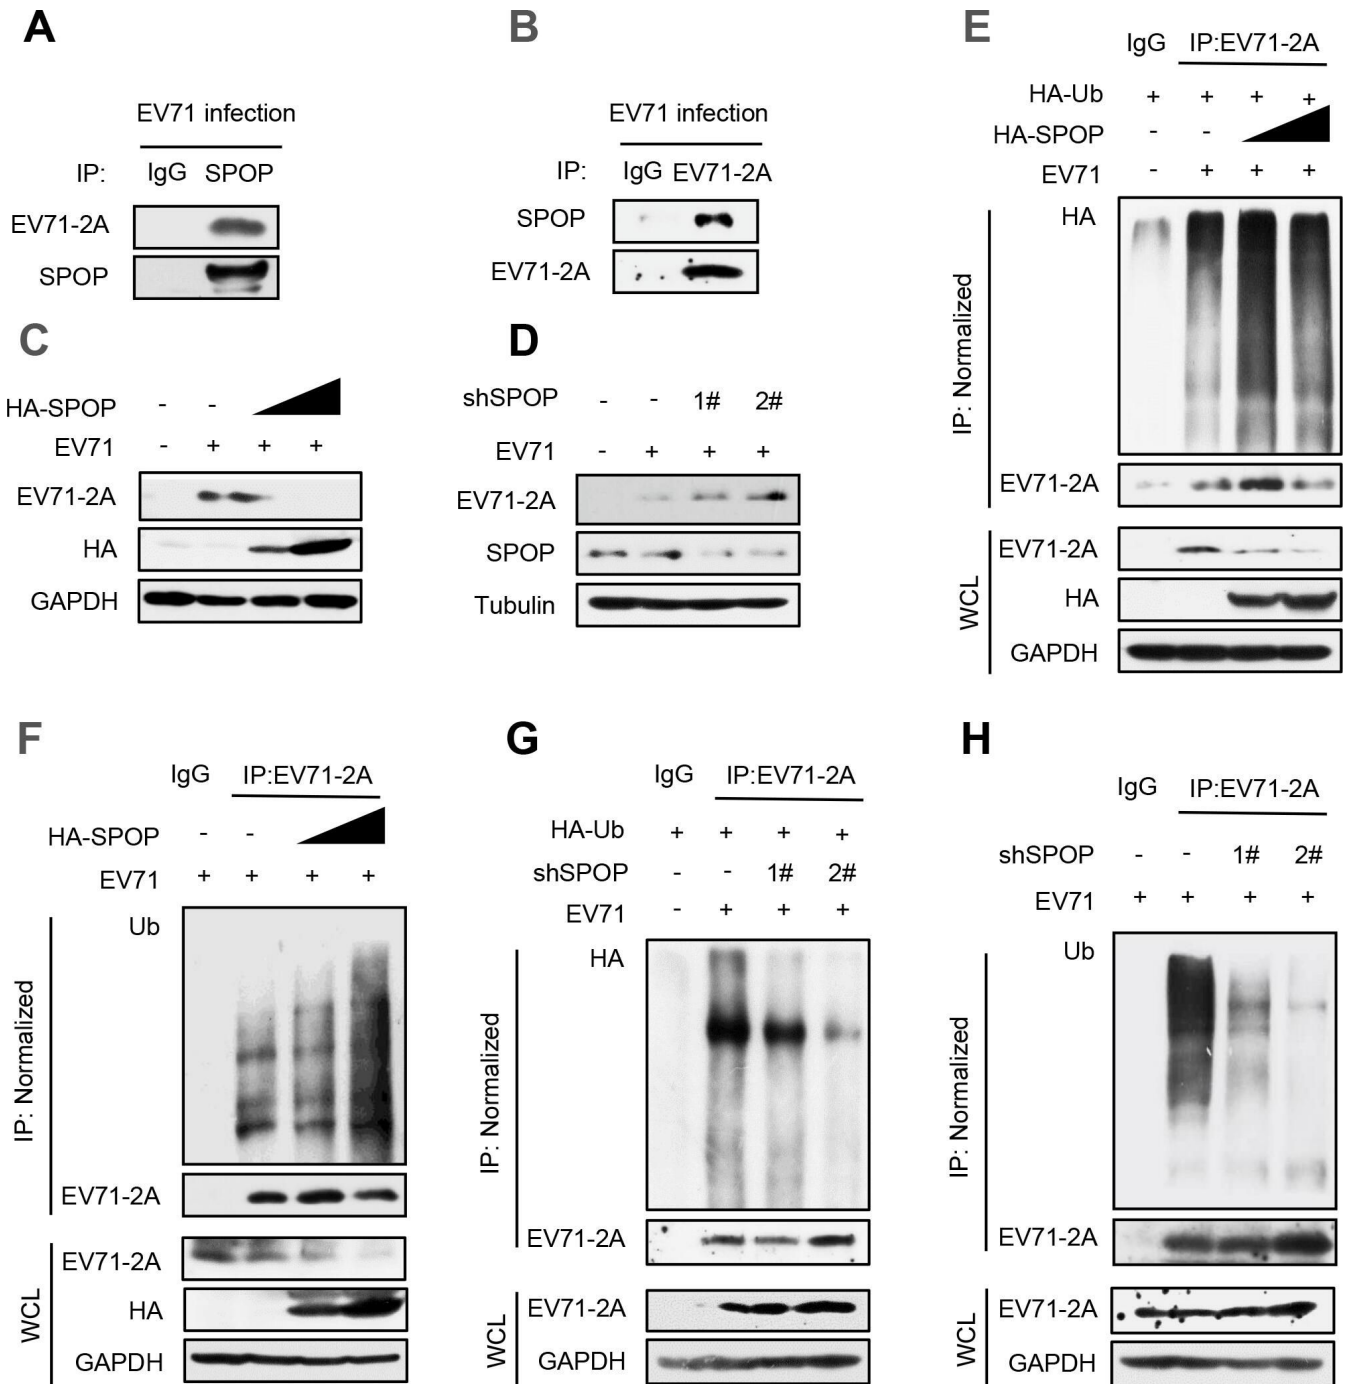 A
EV71 infection
IP: IgG SPOP
EV71-2A
SPOP
B
EV71 infection
IP: IgG EV71-2A
SPOP
EV71-2A
C
HA-SPOP - -
EV71 - + + +
EV71-2A
HA
GAPDH
D
shSPOP - - 1# 2#
EV71 - + + +
EV71-2A
SPOP
Tubulin
E
IgG IP:EV71-2A
HA-Ub + + + +
HA-SPOP - -
EV71 - + + +
IP: Normalized
HA
EV71-2A
WCL
EV71-2A
HA
GAPDH
F
IgG IP:EV71-2A
HA-SPOP - -
EV71 + + + +
IP: Normalized
Ub
EV71-2A
WCL
EV71-2A
HA
GAPDH
G
IgG IP:EV71-2A
HA-Ub + + + +
shSPOP - - 1# 2#
EV71 - + + +
IP: Normalized
HA
EV71-2A
WCL
EV71-2A
GAPDH
H
IgG IP:EV71-2A
shSPOP - - 1# 2#
EV71 + + + +
IP: Normalized
Ub
EV71-2A
WCL
EV71-2A
GAPDH